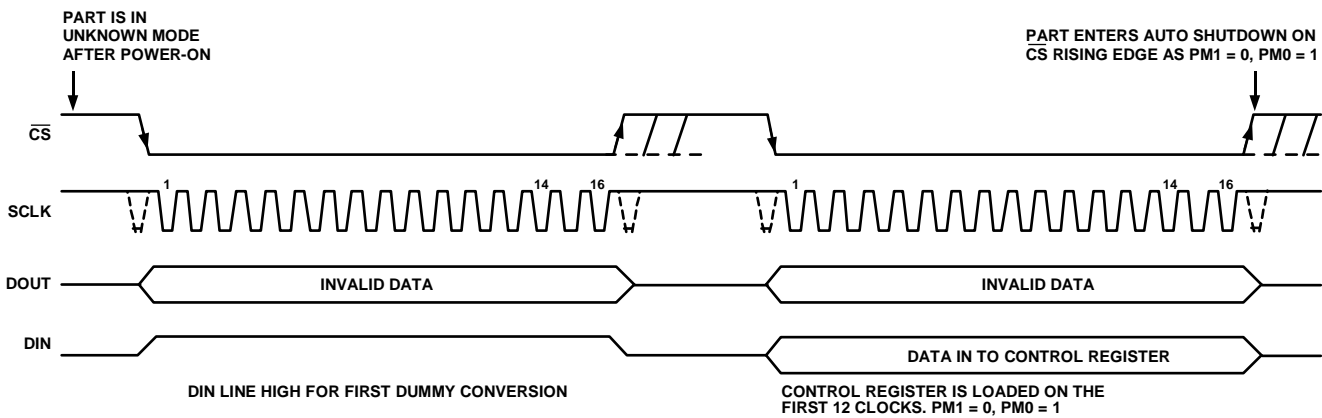 PART IS IN
UNKNOWN MODE
AFTER POWER-ON
PART ENTERS AUTO SHUTDOWN ON
C̅S̅ RISING EDGE AS PM1 = 0, PM0 = 1
C̅S̅
SCLK
1
14
16
1
14
16
DOUT
INVALID DATA
INVALID DATA
DIN
DATA IN TO CONTROL REGISTER
DIN LINE HIGH FOR FIRST DUMMY CONVERSION
CONTROL REGISTER IS LOADED ON THE
FIRST 12 CLOCKS. PM1 = 0, PM0 = 1